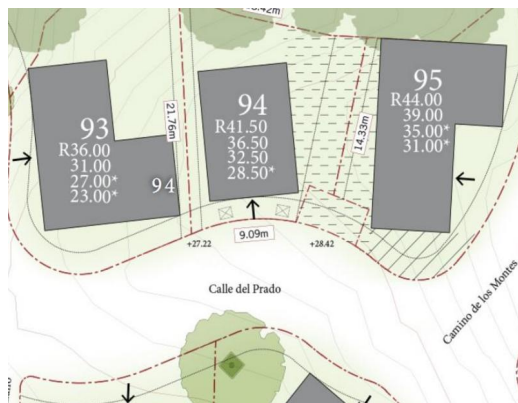 93
R36.00
31.00
27.00*
23.00*
94
94
R41.50
36.50
32.50
28.50*
95
R44.00
39.00
35.00*
31.00*
21.76m
14.33m
9.09m
+27.22
+28.42
Calle del Prado
Camino de los Montes